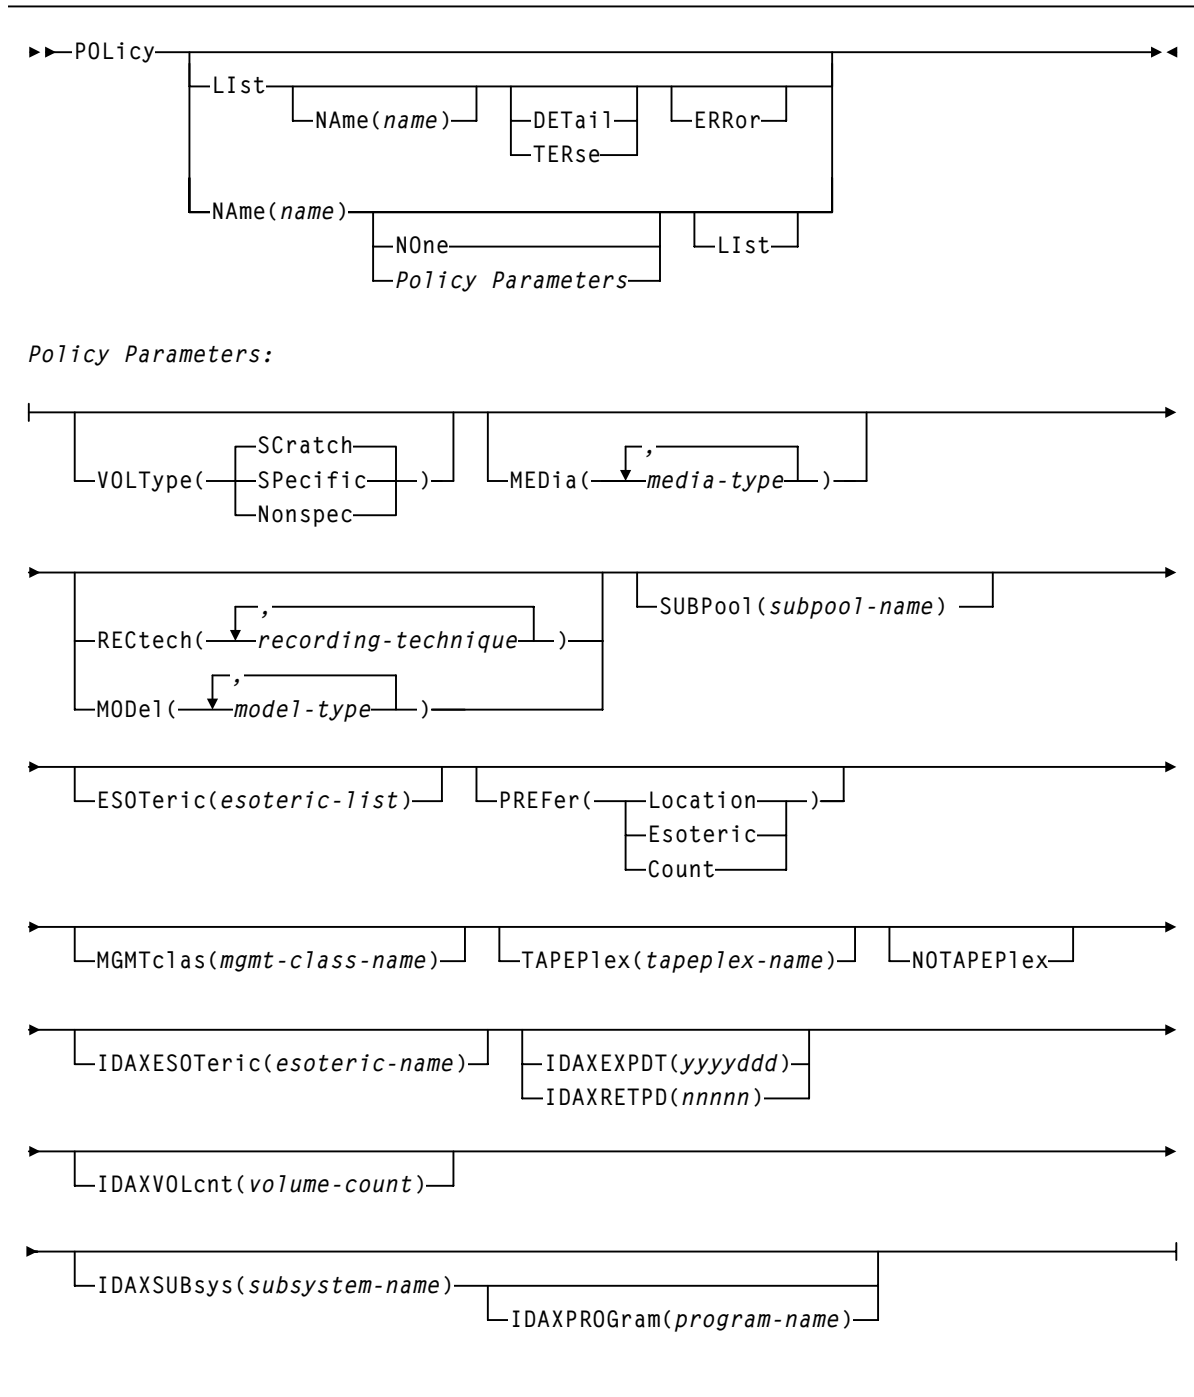 POLicy
LIst
NAme(name) DETail ERRor
TERse
NAme(name)
NOne LIst
Policy Parameters
Policy Parameters:
SCratch ,
VOLType( SPecific ) MEDia( media-type )
Nonspec
, SUBPool(subpool-name)
RECtech( recording-technique )
,
MODel( model-type )
ESOTeric(esoteric-list) PREFer( Location )
Esoteric
Count
MGMTclas(mgmt-class-name) TAPEPlex(tapeplex-name) NOTAPEPlex
IDAXESOTeric(esoteric-name) IDAXEXPDT(yyyyddd)
IDAXRETPD(nnnnn)
IDAXVOLcnt(volume-count)
IDAXSUBsys(subsystem-name)
IDAXPROGram(program-name)